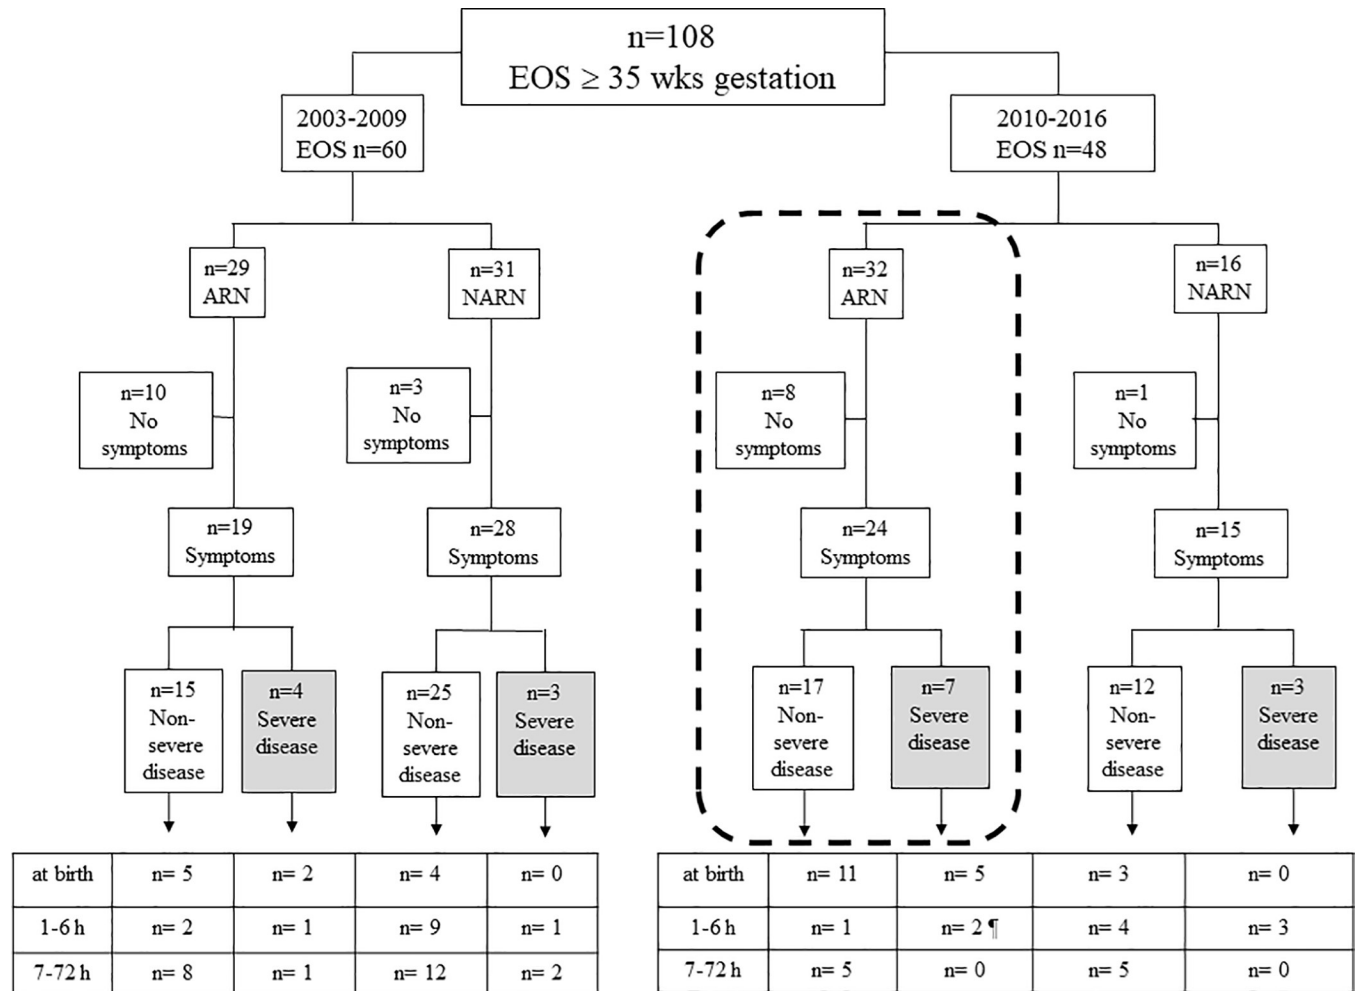 n=108
EOS ≥ 35 wks gestation
2003-2009
EOS n=60
2010-2016
EOS n=48
n=29
ARN
n=31
NARN
n=32
ARN
n=16
NARN
n=10
No
symptoms
n=3
No
symptoms
n=8
No
symptoms
n=1
No
symptoms
n=19
Symptoms
n=28
Symptoms
n=24
Symptoms
n=15
Symptoms
n=15
Non-
severe
disease
n=4
Severe
disease
n=25
Non-
severe
disease
n=3
Severe
disease
n=17
Non-
severe
disease
n=7
Severe
disease
n=12
Non-
severe
disease
n=3
Severe
disease
at birth n= 5 n= 2 n= 4 n= 0
1-6 h n= 2 n= 1 n= 9 n= 1
7-72 h n= 8 n= 1 n= 12 n= 2
at birth n= 11 n= 5 n= 3 n= 0
1-6 h n= 1 n= 2 ¶ n= 4 n= 3
7-72 h n= 5 n= 0 n= 5 n= 0